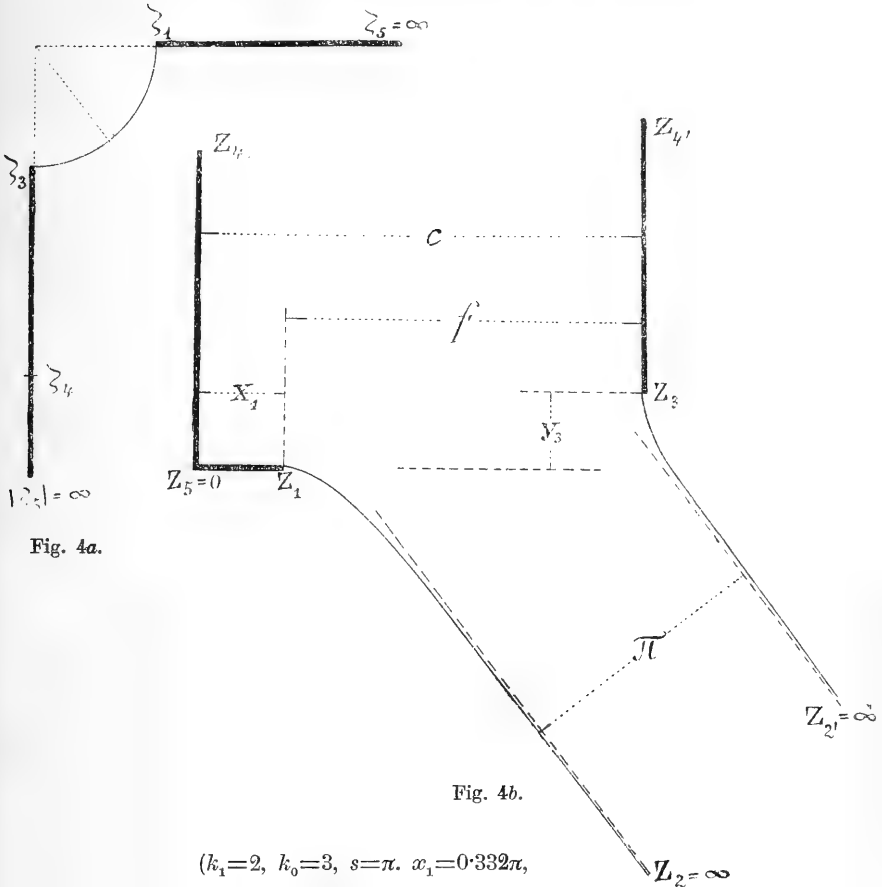 ζ₁ ζ₅=∞
ζ₃
ζ₄
=∞
Fig. 4a.
Z₄
Z₄'
c
f
x₁
y₃
Z₃
Z₅=0
Z₁
π
Z₂'=∞
Fig. 4b.
Z₂=∞
(k₁=2, k₀=3, s=π. x₁=0·332π,